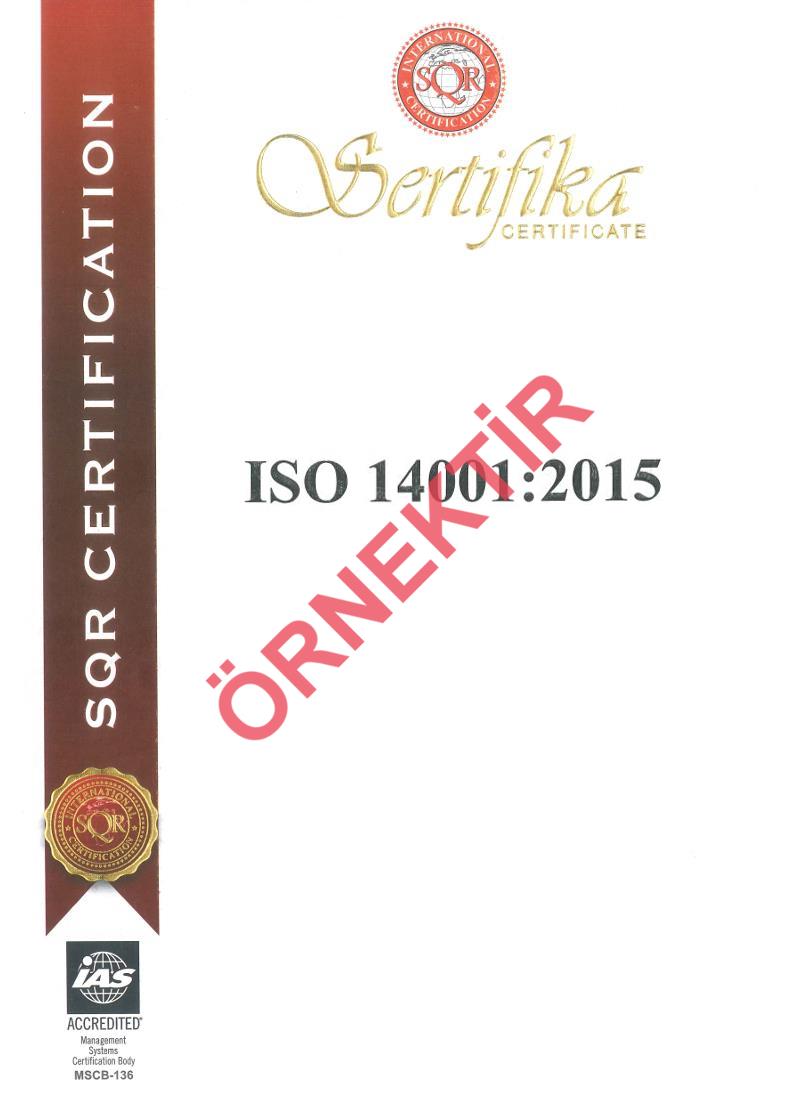 INTERNATIONAL
SQR
CERTIFICATION
Sertifika
CERTIFICATE
SQR CERTIFICATION
ISO 14001:2015
ÖRNEKTİR
INTERNATIONAL
SQR
CERTIFICATION
IAS
ACCREDITED®
Management
Systems
Certification Body
MSCB-136